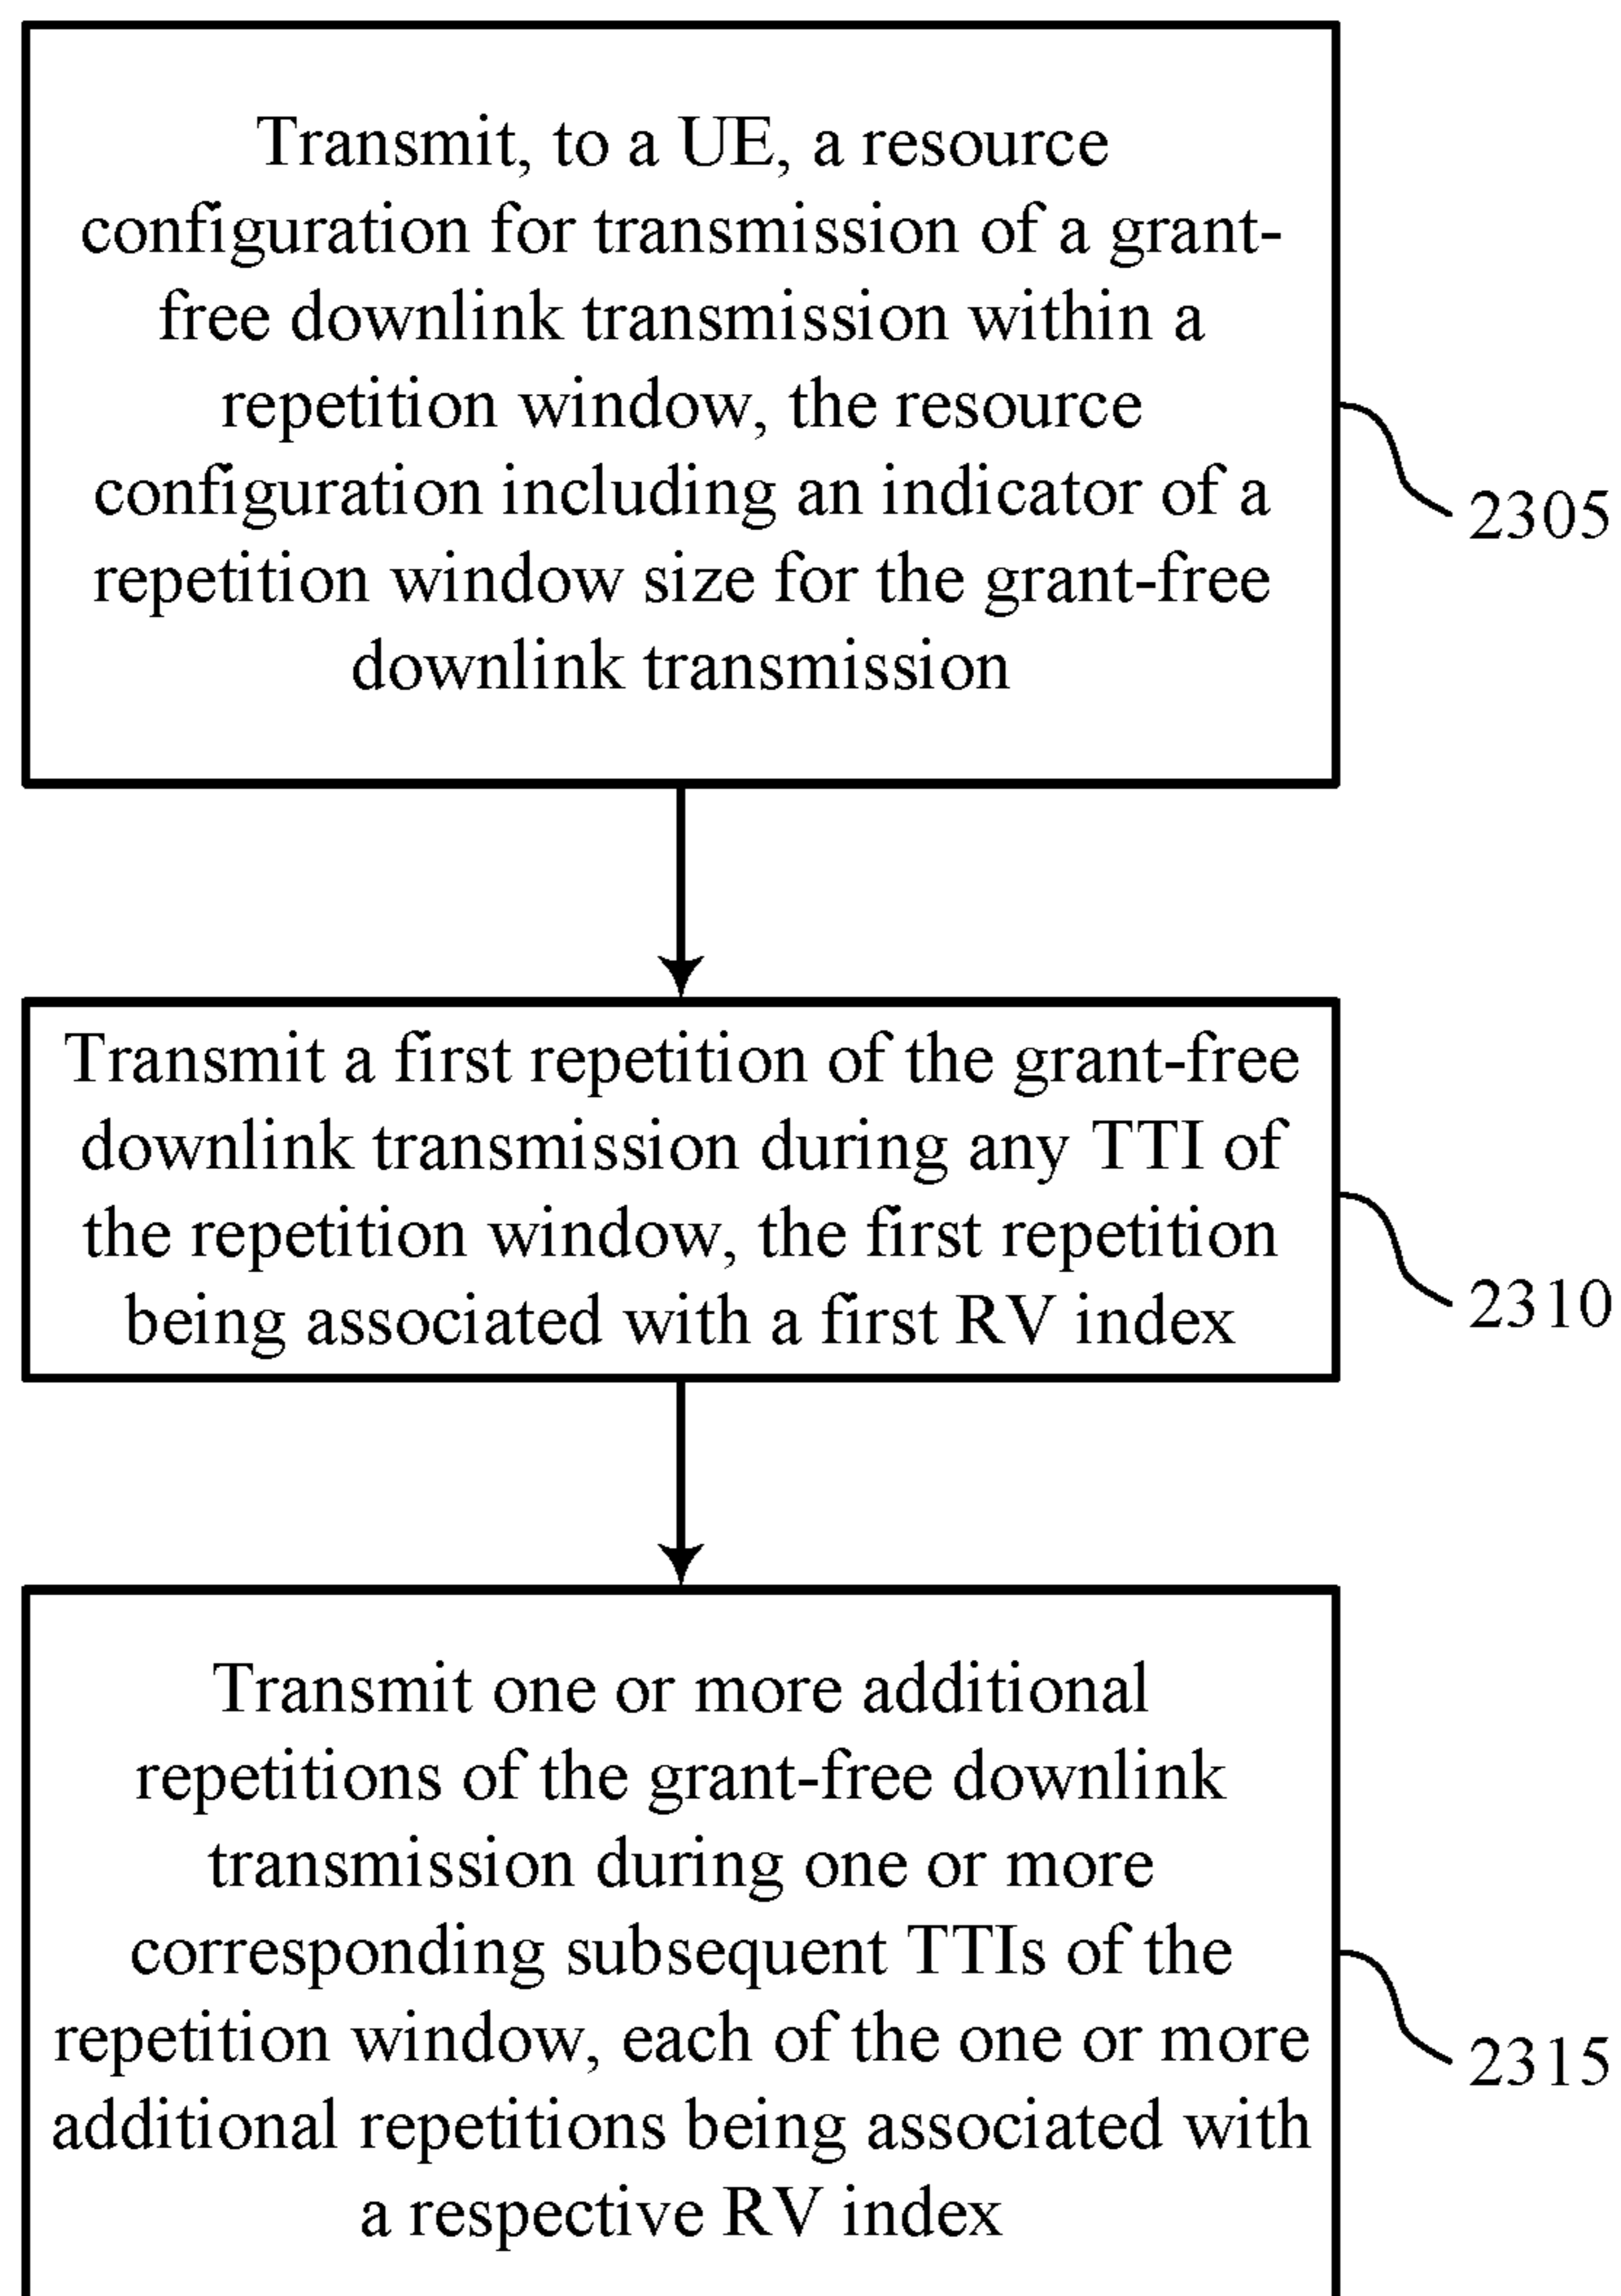 Transmit, to a UE, a resource
configuration for transmission of a grant-
free downlink transmission within a
repetition window, the resource
configuration including an indicator of a
repetition window size for the grant-free
downlink transmission
2305
Transmit a first repetition of the grant-free
downlink transmission during any TTI of
the repetition window, the first repetition
being associated with a first RV index
2310
Transmit one or more additional
repetitions of the grant-free downlink
transmission during one or more
corresponding subsequent TTIs of the
repetition window, each of the one or more
additional repetitions being associated with
a respective RV index
2315